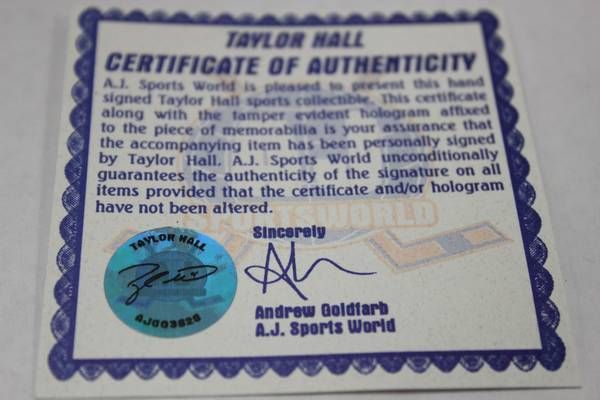 TAYLOR HALL
CERTIFICATE OF AUTHENTICITY
A.J. Sports World is pleased to present this hand
signed Taylor Hall sports collectible. This certificate
along with the tamper evident hologram affixed
to the piece of memorabilia is your assurance that
the accompanying item has been personally signed
by Taylor Hall. A.J. Sports World unconditionally
guarantees the authenticity of the signature on all
items provided that the certificate and/or hologram
have not been altered.
SPORTSWORLD
Sincerely
TAYLOR HALL
AJ003620
Andrew Goldfarb
A.J. Sports World